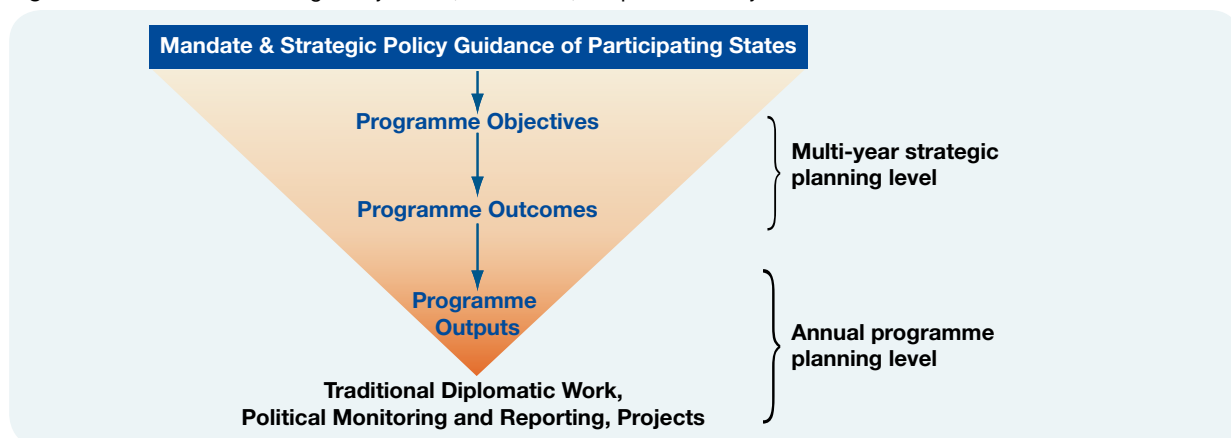 Mandate & Strategic Policy Guidance of Participating States
Programme Objectives
Multi-year strategic
planning level
Programme Outcomes
Programme
Outputs
Annual programme
planning level
Traditional Diplomatic Work,
Political Monitoring and Reporting, Projects